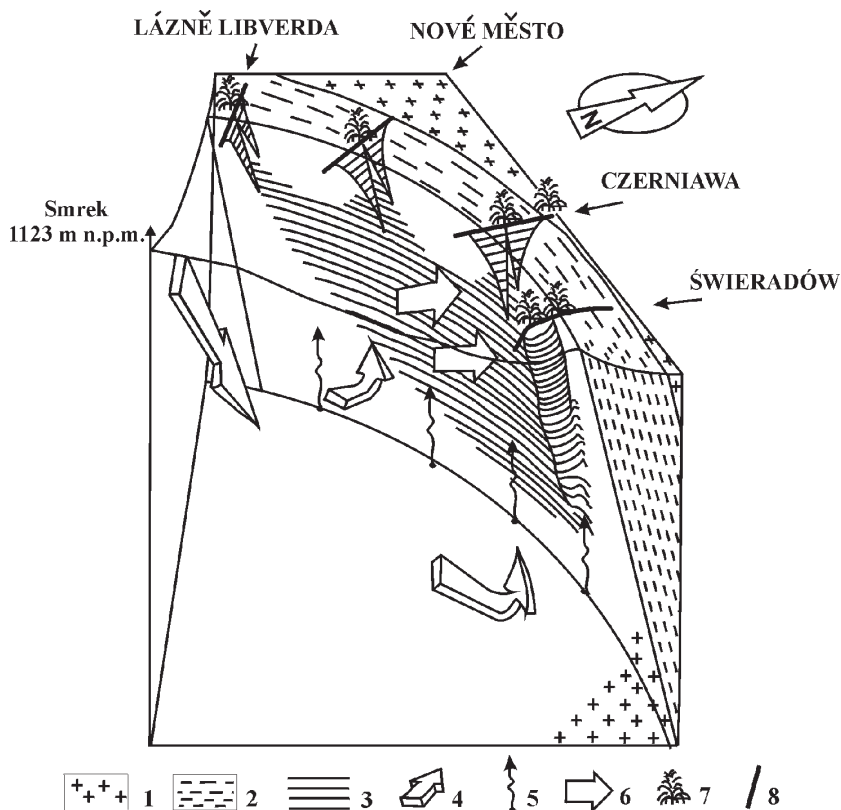 LÁZNĚ LIBVERDA
NOVÉ MĚSTO
N
CZERNIAWA
Smrek
1123 m n.p.m.
ŚWIERADÓW
1 2 3 4 5 6 7 8